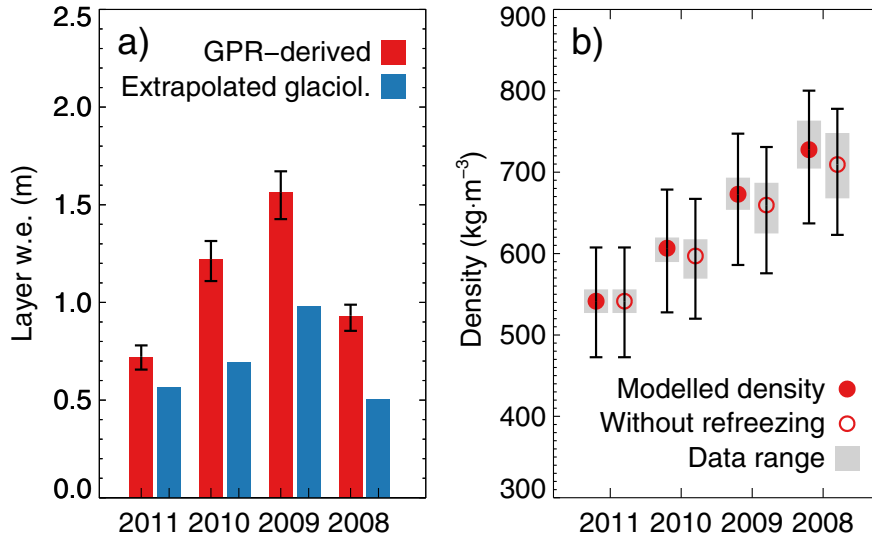 a)
GPR−derived
Extrapolated glaciol.
Layer w.e. (m)
2.5
2.0
1.5
1.0
0.5
0.0
2011 2010 2009 2008
b)
Density (kg·m−3)
900
800
700
600
500
400
300
Modelled density
Without refreezing
Data range
2011 2010 2009 2008